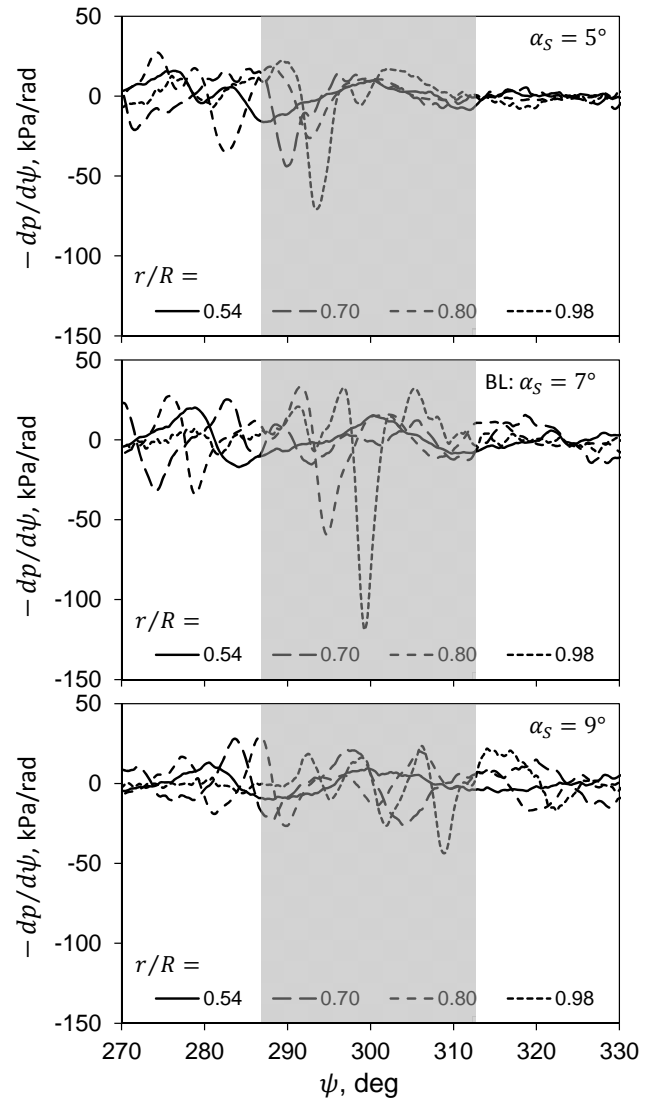 50
α_S = 5°
0
−dp/dψ, kPa/rad
-50
-100
r/R =
0.54 0.70 0.80 0.98
-150
50
BL: α_S = 7°
0
−dp/dψ, kPa/rad
-50
-100
r/R =
0.54 0.70 0.80 0.98
-150
50
α_S = 9°
0
−dp/dψ, kPa/rad
-50
-100
r/R =
0.54 0.70 0.80 0.98
-150
270 280 290 300 310 320 330
ψ, deg